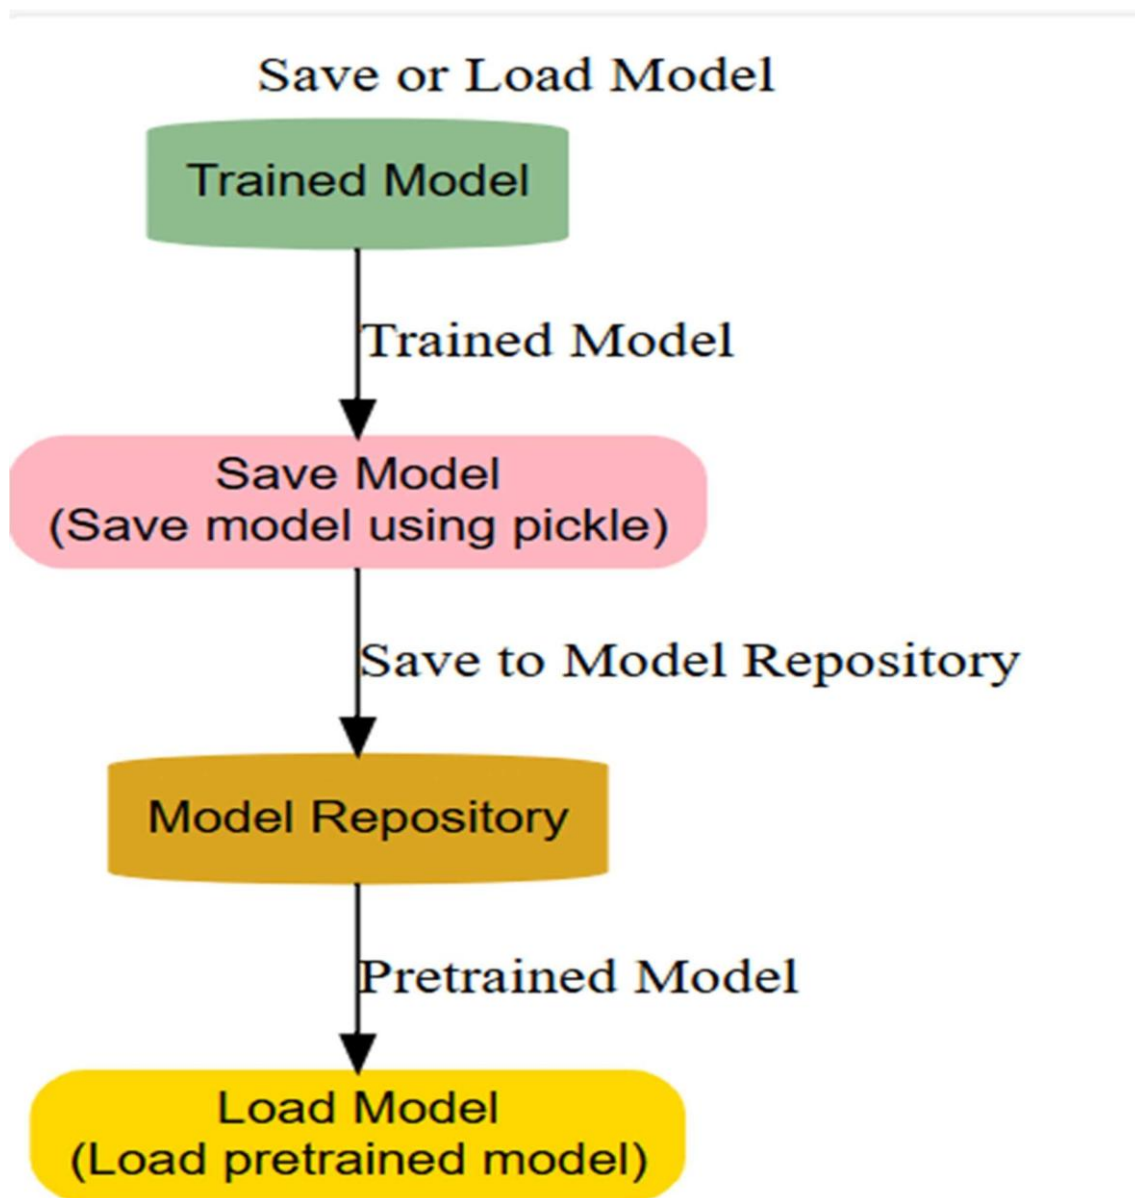 Save or Load Model
Trained Model
Trained Model
Save Model
(Save model using pickle)
Save to Model Repository
Model Repository
Pretrained Model
Load Model
(Load pretrained model)